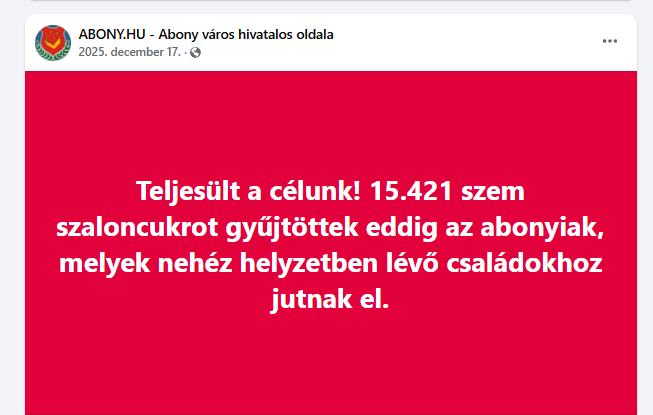 ABONY.HU - Abony város hivatalos oldala
2025. december 17. ·
Teljesült a célunk! 15.421 szem
szaloncukrot gyűjtöttek eddig az abonyiak,
melyek nehéz helyzetben lévő családokhoz
jutnak el.